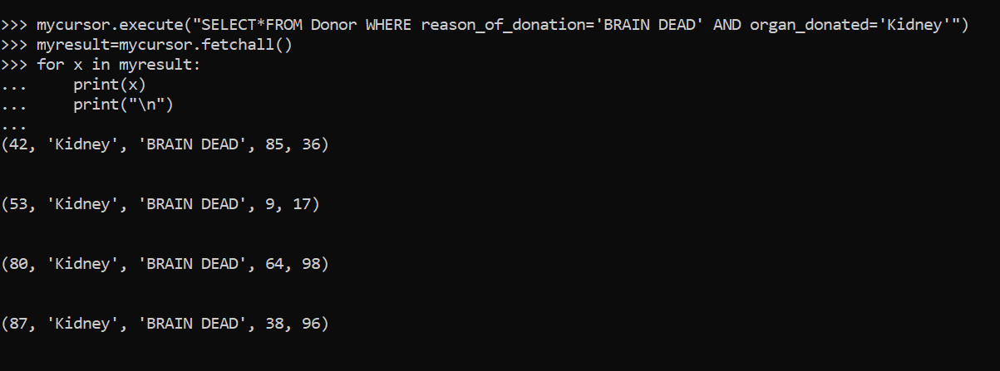 >>> mycursor.execute("SELECT*FROM Donor WHERE reason_of_donation='BRAIN DEAD' AND organ_donated='Kidney'")
>>> myresult=mycursor.fetchall()
>>> for x in myresult:
...     print(x)
...     print("\n")
...
(42, 'Kidney', 'BRAIN DEAD', 85, 36)
(53, 'Kidney', 'BRAIN DEAD', 9, 17)
(80, 'Kidney', 'BRAIN DEAD', 64, 98)
(87, 'Kidney', 'BRAIN DEAD', 38, 96)